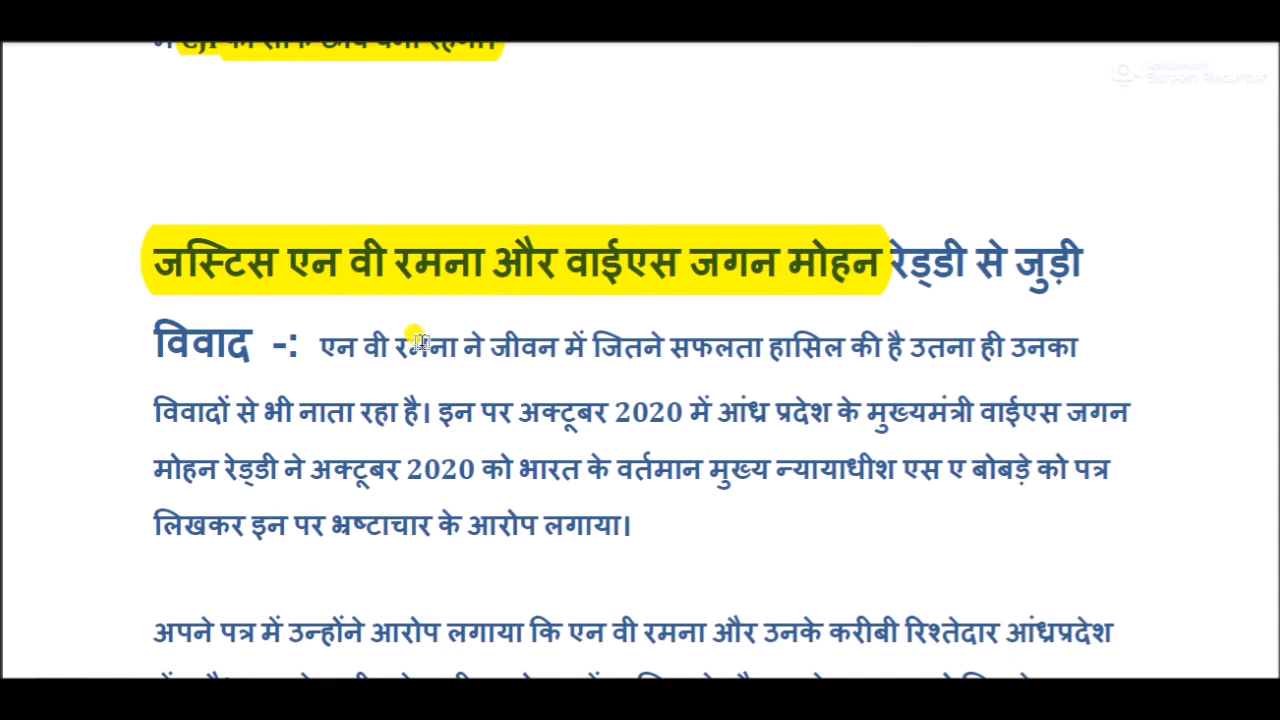 Screen Recorder
जस्टिस एन वी रमना और वाईएस जगन मोहन रेड्डी से जुड़ी
विवाद -: एन वी रमना ने जीवन में जितने सफलता हासिल की है उतना ही उनका
विवादों से भी नाता रहा है। इन पर अक्टूबर 2020 में आंध्र प्रदेश के मुख्यमंत्री वाईएस जगन
मोहन रेड्डी ने अक्टूबर 2020 को भारत के वर्तमान मुख्य न्यायाधीश एस ए बोबड़े को पत्र
लिखकर इन पर भ्रष्टाचार के आरोप लगाया।
अपने पत्र में उन्होंने आरोप लगाया कि एन वी रमना और उनके करीबी रिश्तेदार आंध्रप्रदेश